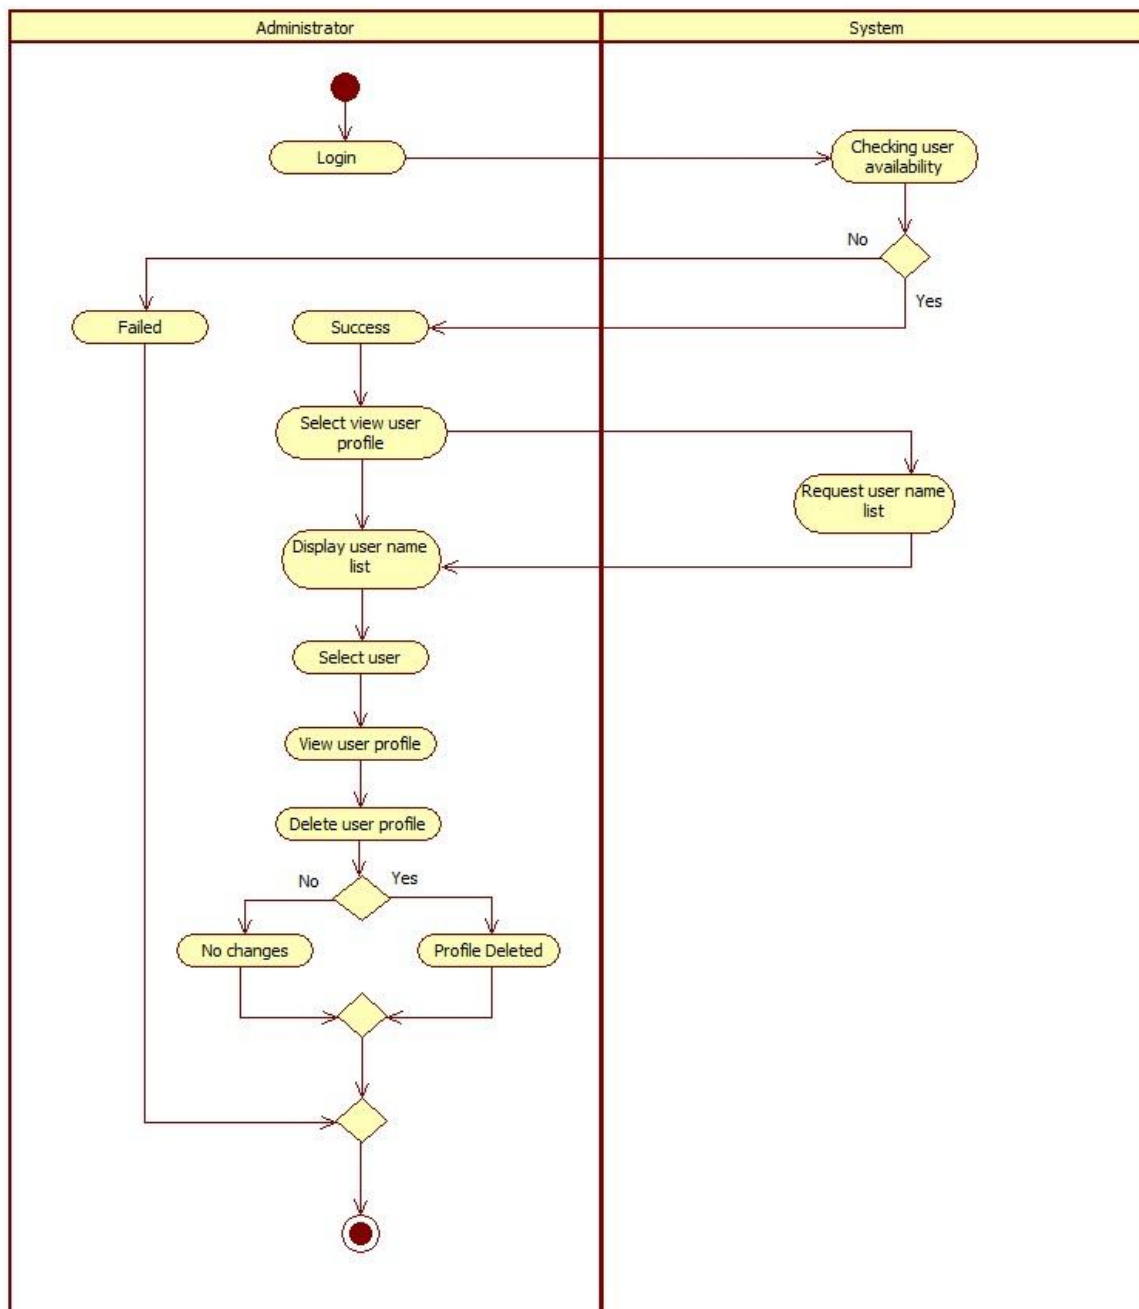 Administrator
System
Login
Checking user
availability
No
Yes
Failed
Success
Select view user
profile
Request user name
list
Display user name
list
Select user
View user profile
Delete user profile
No
Yes
No changes
Profile Deleted